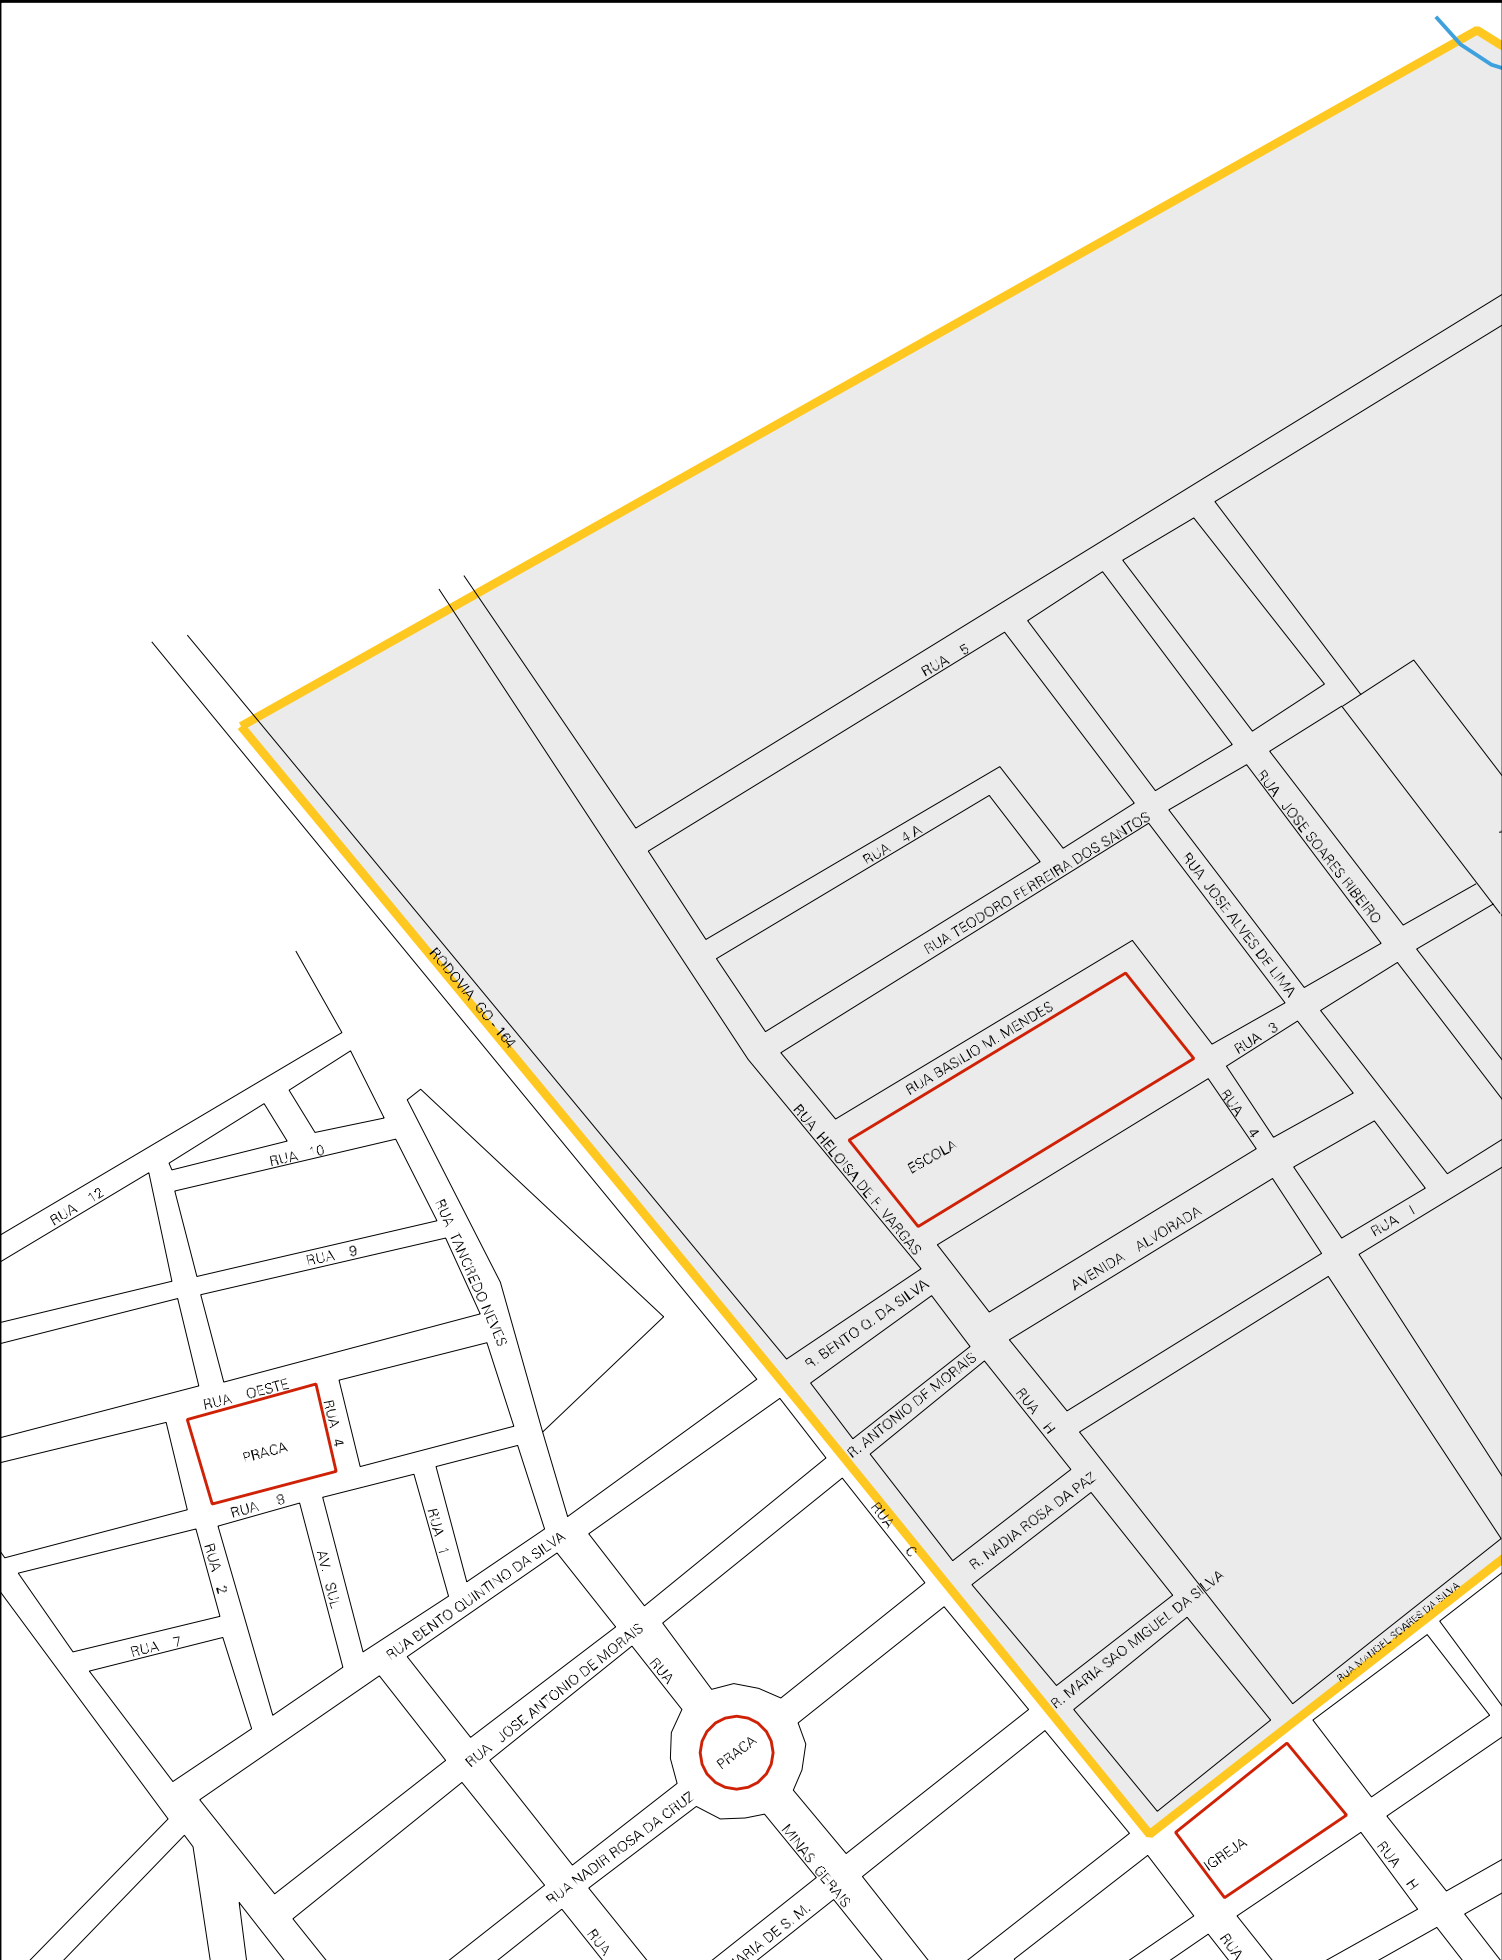 RUA 5
RUA 4 A
RUA TEODORO FERREIRA DOS SANTOS
RUA JOSE SOARES RIBEIRO
RUA JOSE ALVES DE LIMA
RODOVIA GO - 164
RUA BASILIO M. MENDES
RUA 3
RUA 4
RUA HELOISA DE F. VARGAS
ESCOLA
RUA 10
RUA 12
RUA 9
RUA TANCREDO NEVES
AVENIDA ALVORADA
RUA I
R. BENTO Q. DA SILVA
R. ANTONIO DE MORAIS
RUA H
RUA OESTE
RUA 4
PRACA
RUA 8
R. NADIA ROSA DA PAZ
RUA C
RUA 1
RUA 2
AV. SUL
RUA BENTO QUINTINO DA SILVA
R. MARIA SAO MIGUEL DA SILVA
RUA MANOEL SOARES DA SILVA
RUA 7
RUA JOSE ANTONIO DE MORAIS
RUA
PRACA
RUA NADIR ROSA DA CRUZ
MINAS GERAIS
IGREJA
RUA H
ARIA DE S. M.
RUA
RUA